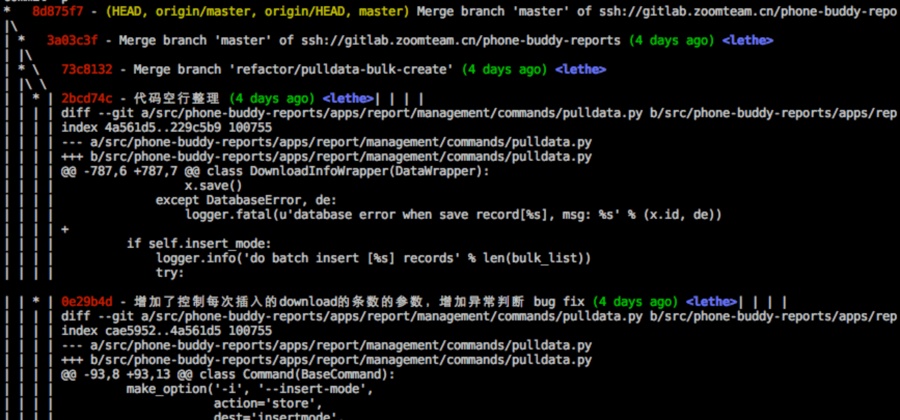 *   8d875f7 - (HEAD, origin/master, origin/HEAD, master) Merge branch 'master' of ssh://gitlab.zoomteam.cn/phone-buddy-repo
|\
| *   3a03c3f - Merge branch 'master' of ssh://gitlab.zoomteam.cn/phone-buddy-reports (4 days ago) <lethe>
| |\
| * \   73c8132 - Merge branch 'refactor/pulldata-bulk-create' (4 days ago) <lethe>
| |\ \
| | * | 2bcd74c - 代码空行整理 (4 days ago) <lethe>| | | |
| | | | diff --git a/src/phone-buddy-reports/apps/report/management/commands/pulldata.py b/src/phone-buddy-reports/apps/rep
| | | | index 4a561d5..229c5b9 100755
| | | | --- a/src/phone-buddy-reports/apps/report/management/commands/pulldata.py
| | | | +++ b/src/phone-buddy-reports/apps/report/management/commands/pulldata.py
| | | | @@ -787,6 +787,7 @@ class DownloadInfoWrapper(DataWrapper):
| | | |                  x.save()
| | | |              except DatabaseError, de:
| | | |                  logger.fatal(u'database error when save record[%s], msg: %s' % (x.id, de))
| | | | +
| | | |          if self.insert_mode:
| | | |              logger.info('do batch insert [%s] records' % len(bulk_list))
| | | |              try:
| | * | 0e29b4d - 增加了控制每次插入的download的条数的参数，增加异常判断 bug fix (4 days ago) <lethe>| | | |
| | | | diff --git a/src/phone-buddy-reports/apps/report/management/commands/pulldata.py b/src/phone-buddy-reports/apps/rep
| | | | index cae5952..4a561d5 100755
| | | | --- a/src/phone-buddy-reports/apps/report/management/commands/pulldata.py
| | | | +++ b/src/phone-buddy-reports/apps/report/management/commands/pulldata.py
| | | | @@ -93,8 +93,13 @@ class Command(BaseCommand):
| | | |          make_option('-i', '--insert-mode',
| | | |                      action='store',
| | | |                      dest='insertmode',